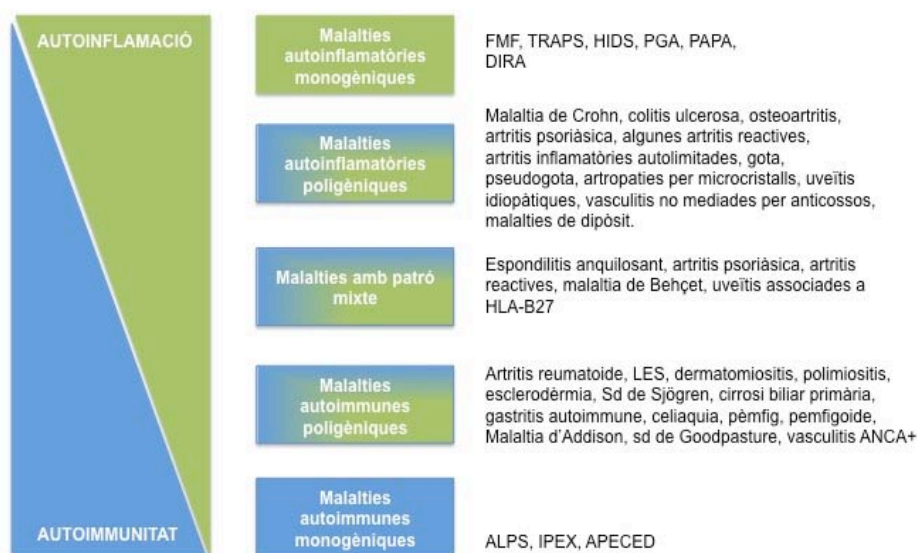 AUTOINFLAMACIÓ
Malalties
autoinflamatòries
monogèniques
FMF, TRAPS, HIDS, PGA, PAPA,
DIRA
Malalties
autoinflamatòries
poligèniques
Malaltia de Crohn, colitis ulcerosa, osteoartritis,
artritis psoriàsica, algunes artritis reactives,
artritis inflamatòries autolimitades, gota,
pseudogota, artropaties per microcristalls, uveïtis
idiopàtiques, vasculitis no mediades per anticossos,
malalties de dipòsit.
Malalties amb patró
mixte
Espondilitis anquilosant, artritis psoriàsica, artritis
reactives, malaltia de Behçet, uveïtis associades a
HLA-B27
Malalties
autoimmunes
poligèniques
Artritis reumatoide, LES, dermatomiositis, polimiositis,
esclerodèrmia, Sd de Sjögren, cirrosi biliar primària,
gastritis autoimmune, celiaquia, pèmfig, pemfigoide,
Malaltia d'Addison, sd de Goodpasture, vasculitis ANCA+
AUTOIMMUNITAT
Malalties
autoimmunes
monogèniques
ALPS, IPEX, APECED